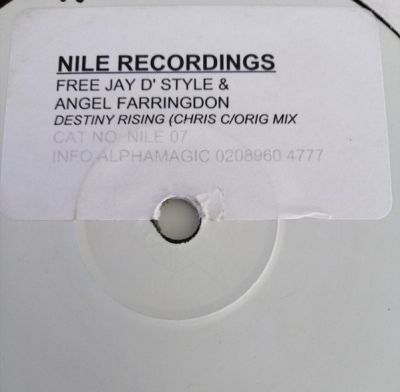 NILE RECORDINGS
FREE JAY D' STYLE &
ANGEL FARRINGDON
DESTINY RISING (CHRIS C/ORIG MIX
CAT NO: NILE 07
INFO ALPHAMAGIC 0208960 4777